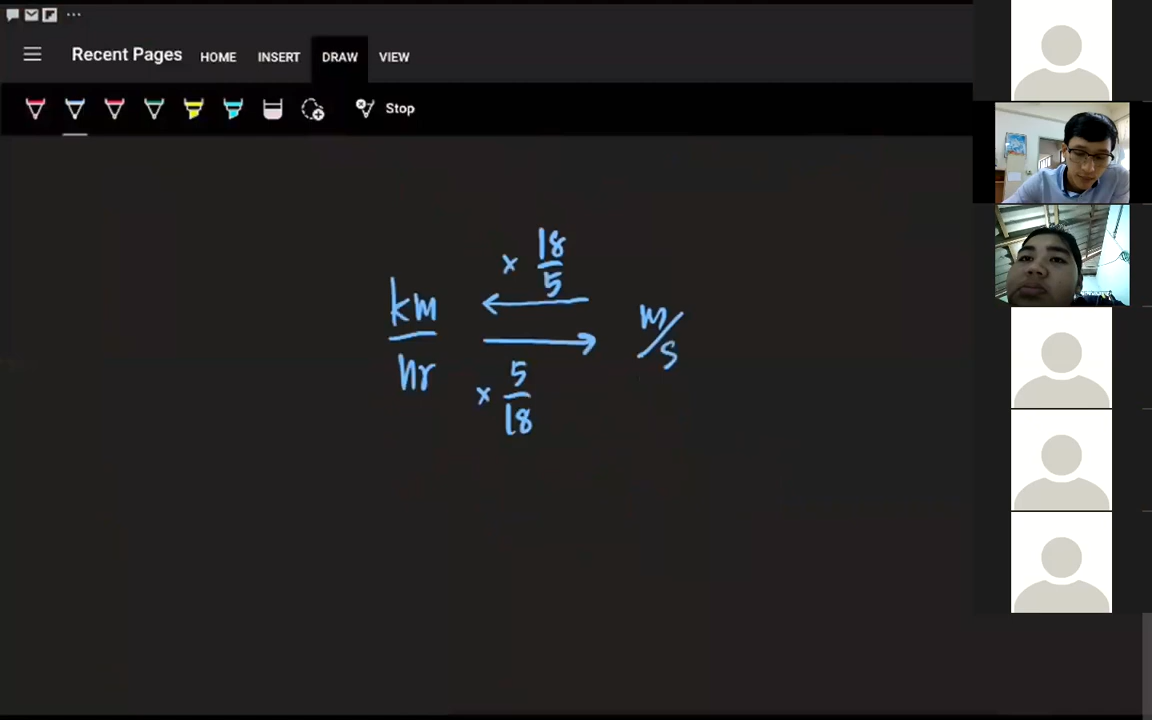 Recent Pages HOME INSERT DRAW VIEW
Stop
× 18/5
km/hr m/s
× 5/18